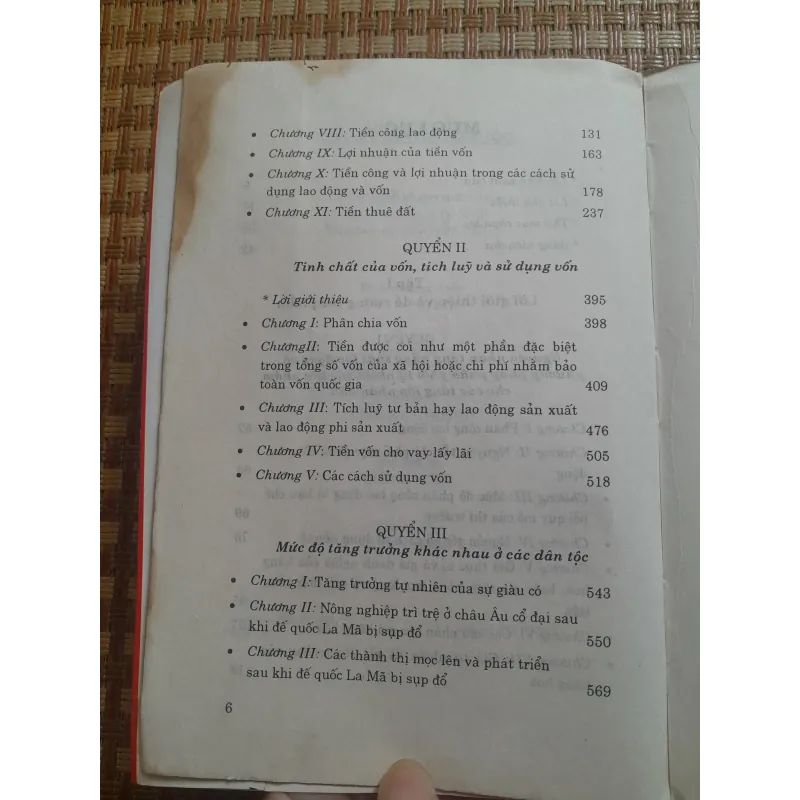 • Chương VIII: Tiền công lao động 131
• Chương IX: Lợi nhuận của tiền vốn 163
• Chương X: Tiền công và lợi nhuận trong các cách sử
dụng lao động và vốn 178
• Chương XI: Tiền thuê đất 237
QUYỂN II
Tính chất của vốn, tích luỹ và sử dụng vốn
* Lời giới thiệu 395
• Chương I: Phân chia vốn 398
• ChươngII: Tiền được coi như một phần đặc biệt
trong tổng số vốn của xã hội hoặc chi phí nhằm bảo
toàn vốn quốc gia 409
• Chương III: Tích luỹ tư bản hay lao động sản xuất
và lao động phi sản xuất 476
• Chương IV: Tiền vốn cho vay lấy lãi 505
• Chương V: Các cách sử dụng vốn 518
QUYỂN III
Mức độ tăng trưởng khác nhau ở các dân tộc
• Chương I: Tăng trưởng tự nhiên của sự giàu có 543
• Chương II: Nông nghiệp trì trệ ở châu Âu cổ đại sau
khi đế quốc La Mã bị sụp đổ 550
• Chương III: Các thành thị mọc lên và phát triển
sau khi đế quốc La Mã bị sụp đổ 569
6